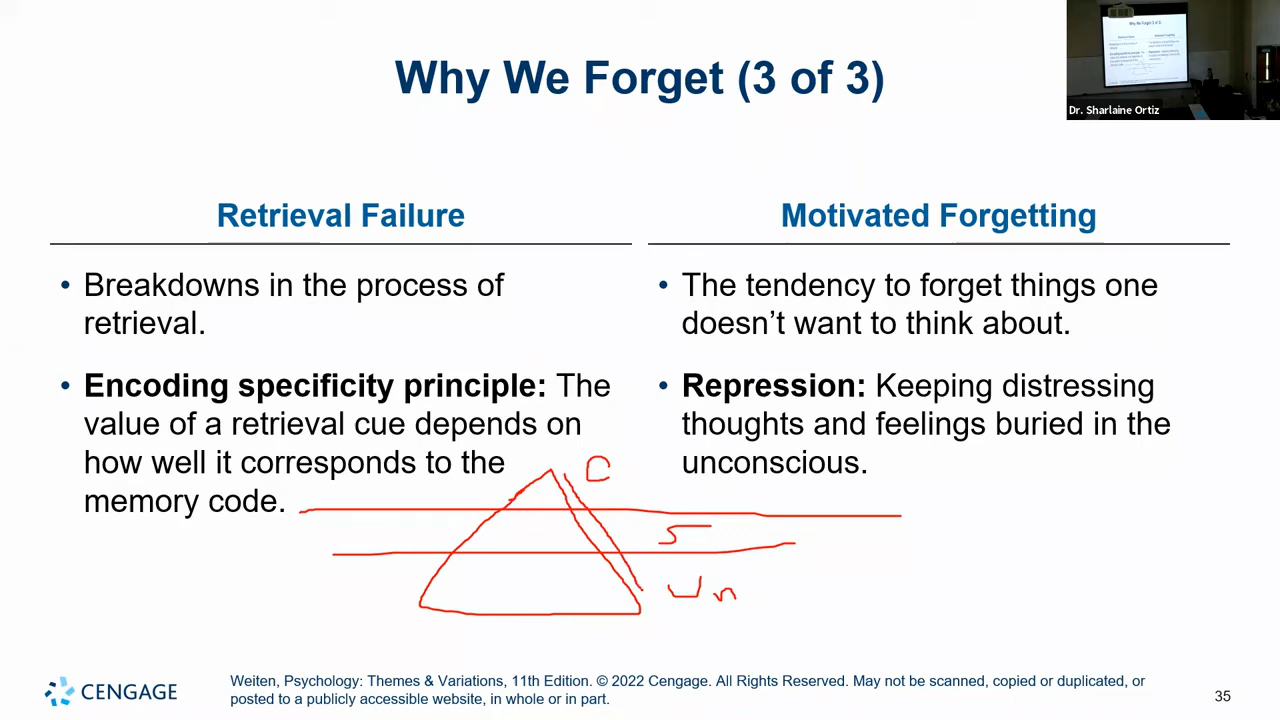 Why We Forget (3 of 3)
Dr. Sharlaine Ortiz
Retrieval Failure
• Breakdowns in the process of
retrieval.
• Encoding specificity principle: The
value of a retrieval cue depends on
how well it corresponds to the
memory code.
Motivated Forgetting
• The tendency to forget things one
doesn’t want to think about.
• Repression: Keeping distressing
thoughts and feelings buried in the
unconscious.
C
Un
CENGAGE
Weiten, Psychology: Themes & Variations, 11th Edition. © 2022 Cengage. All Rights Reserved. May not be scanned, copied or duplicated, or
posted to a publicly accessible website, in whole or in part.
35